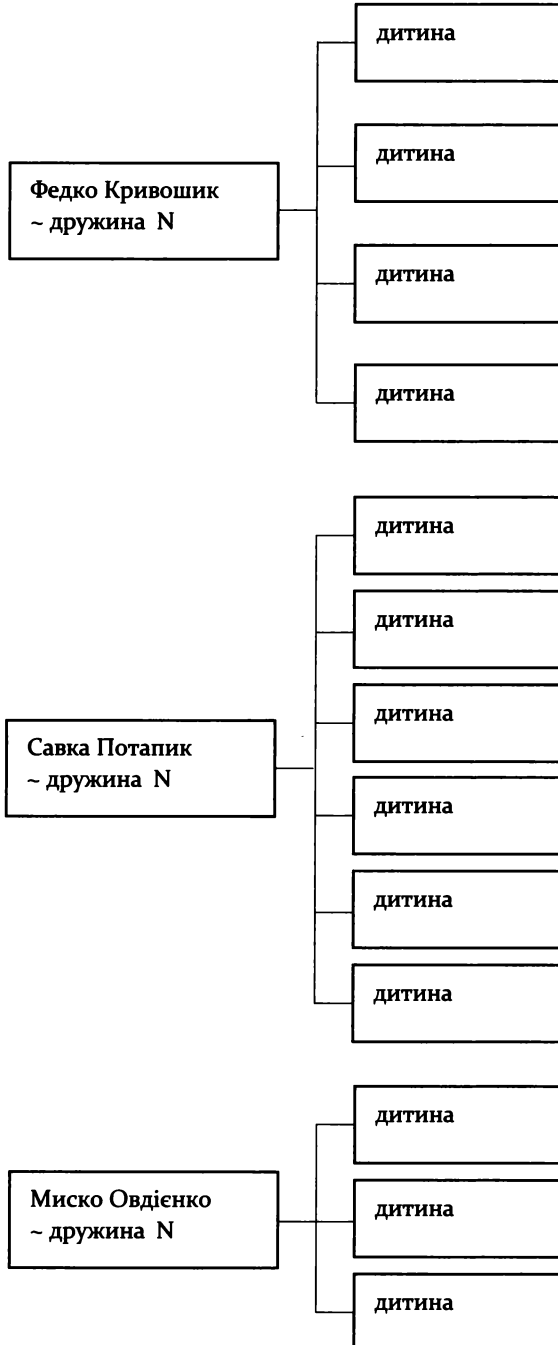 дитина
дитина
Федко Кривошик
~ дружина N
дитина
дитина
дитина
дитина
дитина
Савка Потапик
~ дружина N
дитина
дитина
дитина
дитина
Миско Овдієнко
~ дружина N
дитина
дитина